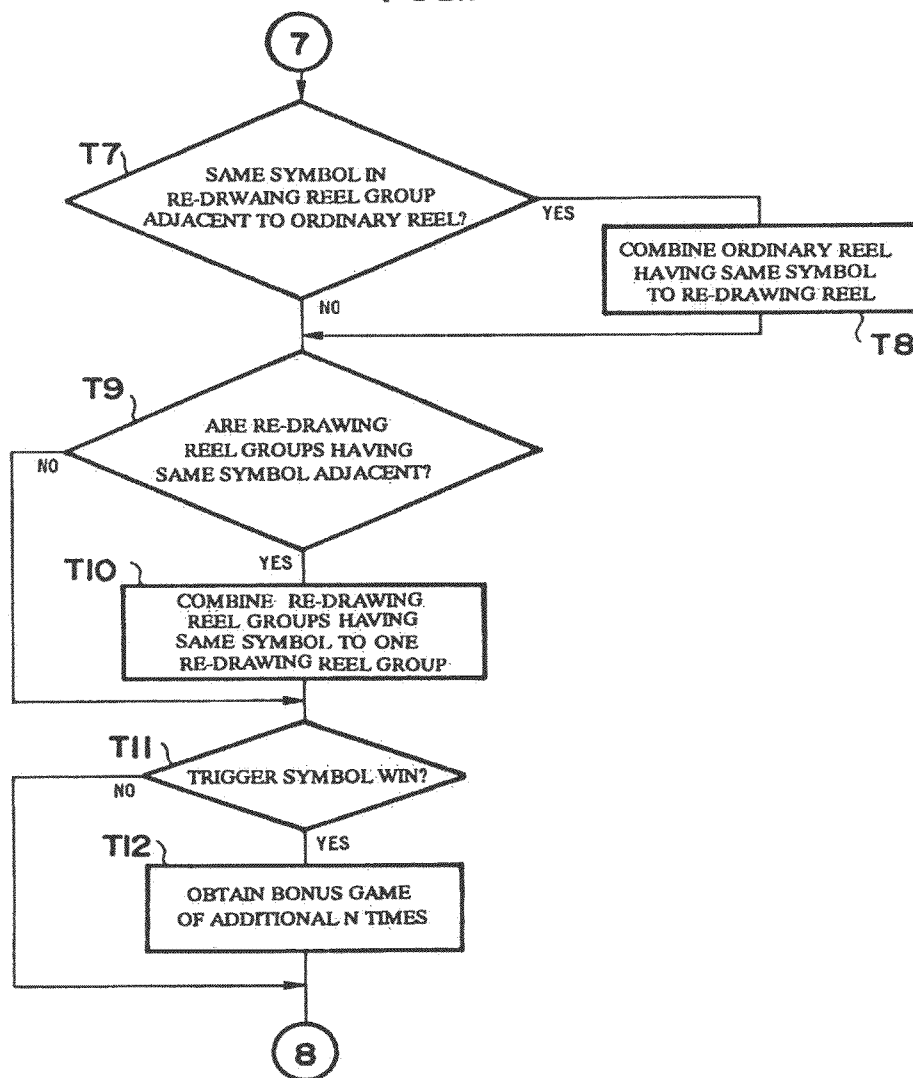 7
T7
SAME SYMBOL IN
RE-DRWAING REEL GROUP
ADJACENT TO ORDINARY REEL?
YES
COMBINE ORDINARY REEL
HAVING SAME SYMBOL
TO RE-DRAWING REEL
T8
NO
T9
ARE RE-DRAWING
REEL GROUPS HAVING
SAME SYMBOL ADJACENT?
NO
YES
T10
COMBINE RE-DRAWING
REEL GROUPS HAVING
SAME SYMBOL TO ONE
RE-DRAWING REEL GROUP
T11
TRIGGER SYMBOL WIN?
NO
YES
T12
OBTAIN BONUS GAME
OF ADDITIONAL N TIMES
8